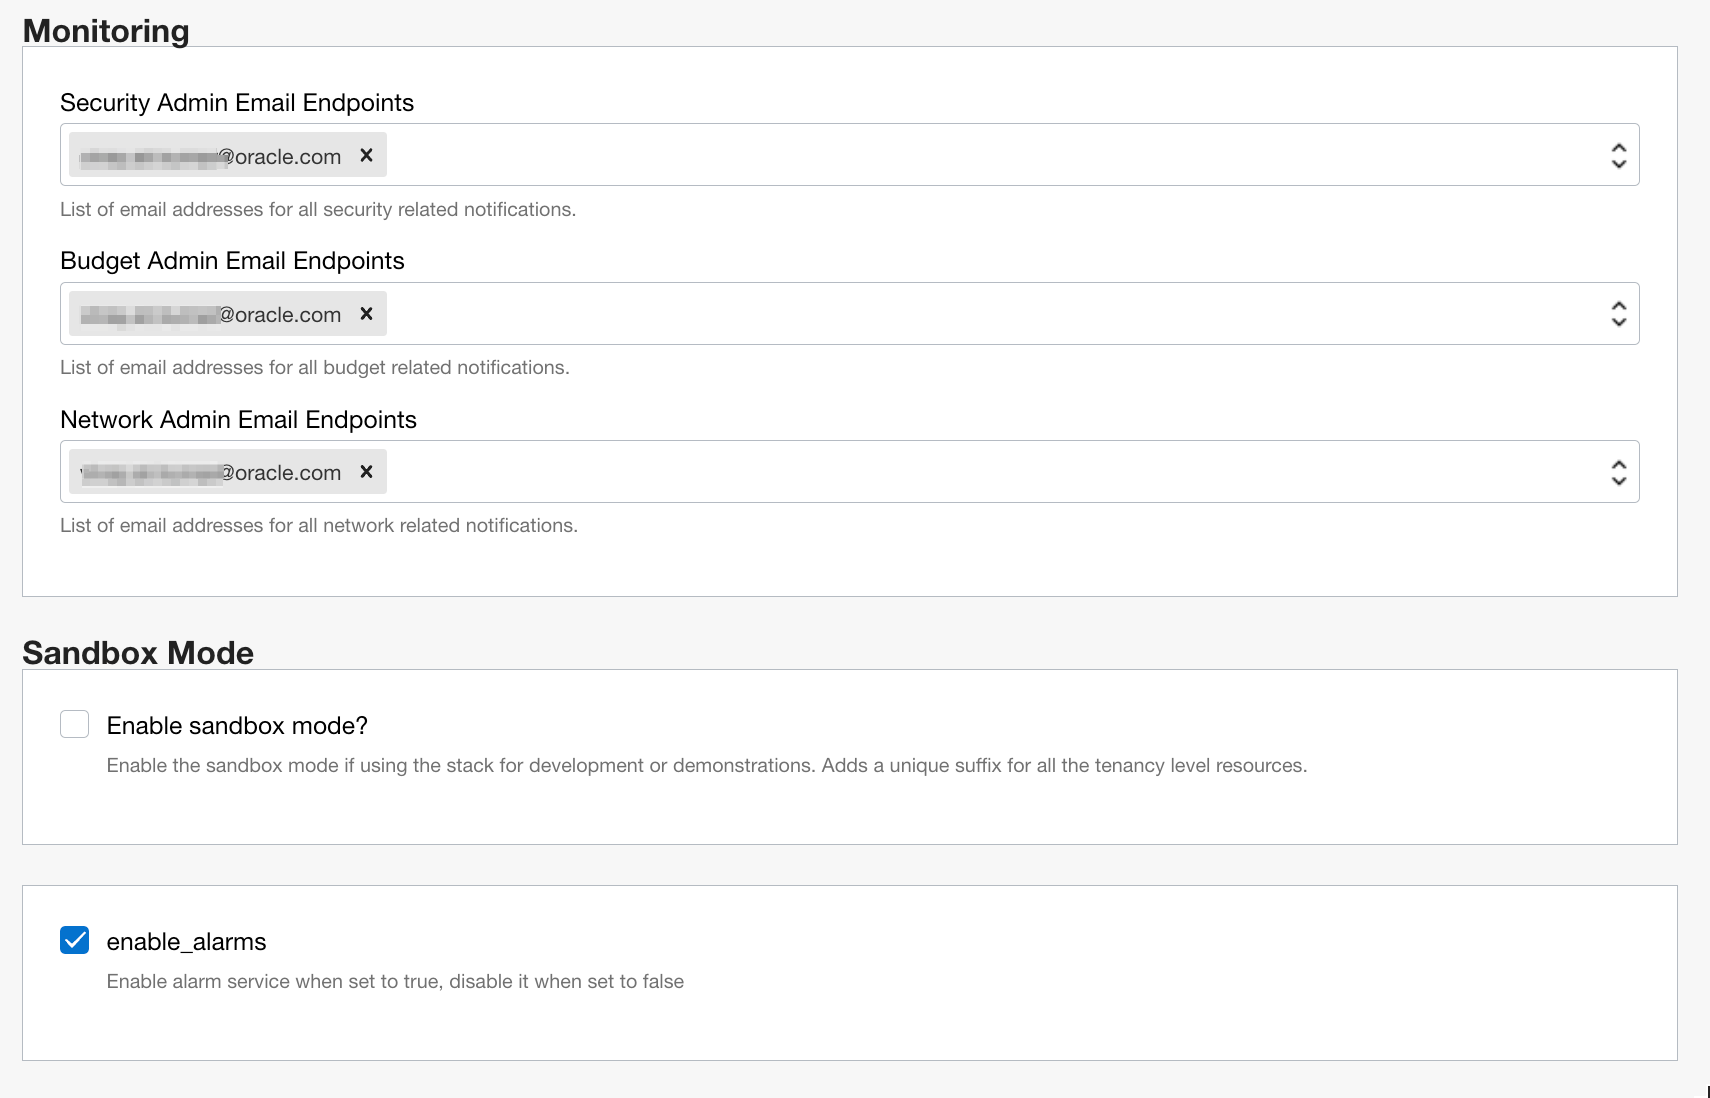 Monitoring
Security Admin Email Endpoints
@oracle.com ×
List of email addresses for all security related notifications.
Budget Admin Email Endpoints
@oracle.com ×
List of email addresses for all budget related notifications.
Network Admin Email Endpoints
@oracle.com ×
List of email addresses for all network related notifications.
Sandbox Mode
Enable sandbox mode?
Enable the sandbox mode if using the stack for development or demonstrations. Adds a unique suffix for all the tenancy level resources.
enable_alarms
Enable alarm service when set to true, disable it when set to false